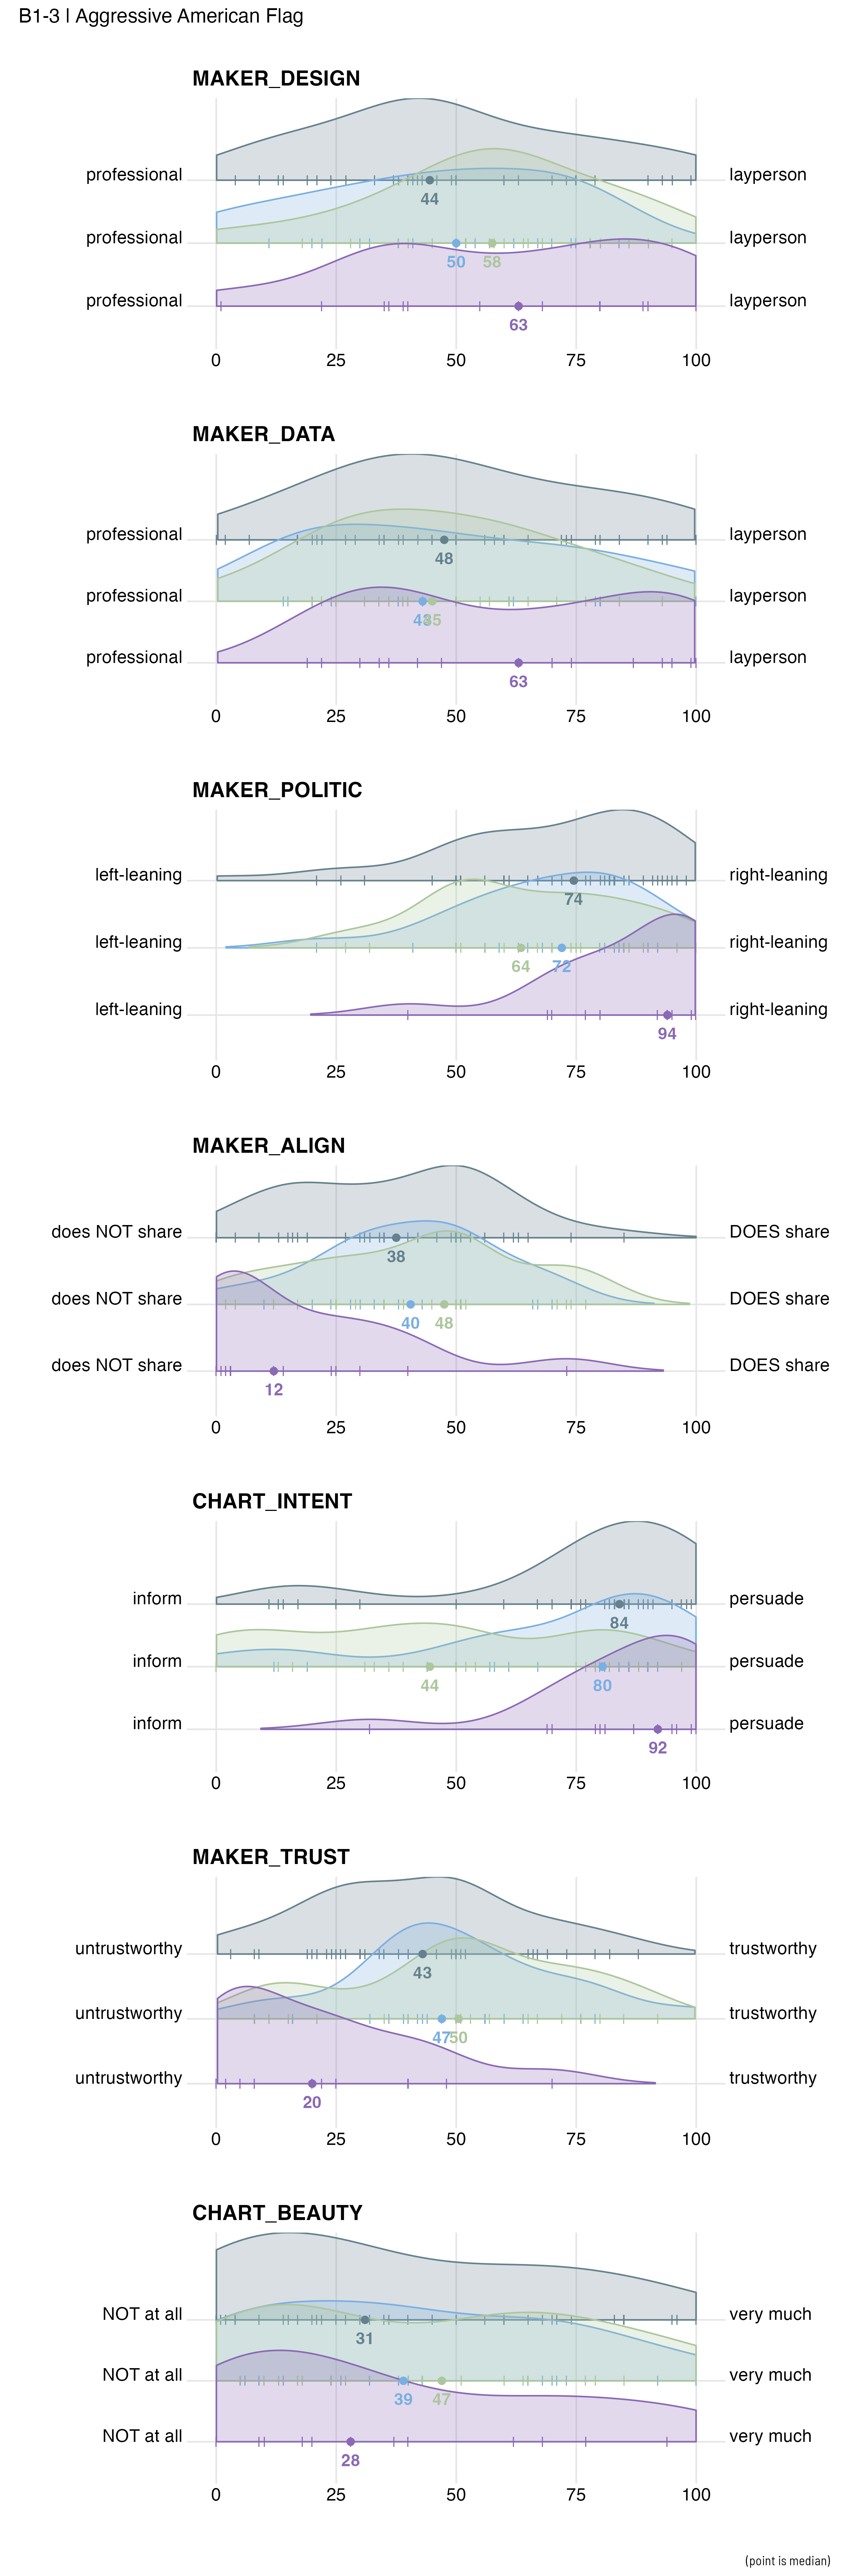 B1-3 | Aggressive American Flag
MAKER_DESIGN
professional layperson
44
professional layperson
50 58
professional layperson
63
0 25 50 75 100
MAKER_DATA
professional layperson
48
professional layperson
43 45
professional layperson
63
0 25 50 75 100
MAKER_POLITIC
left-leaning right-leaning
74
left-leaning right-leaning
64 72
left-leaning right-leaning
94
0 25 50 75 100
MAKER_ALIGN
does NOT share DOES share
38
does NOT share DOES share
40 48
does NOT share DOES share
12
0 25 50 75 100
CHART_INTENT
inform persuade
84
inform persuade
44 80
inform persuade
92
0 25 50 75 100
MAKER_TRUST
untrustworthy trustworthy
43
untrustworthy trustworthy
47 50
untrustworthy trustworthy
20
0 25 50 75 100
CHART_BEAUTY
NOT at all very much
31
NOT at all very much
39 47
NOT at all very much
28
0 25 50 75 100
(point is median)